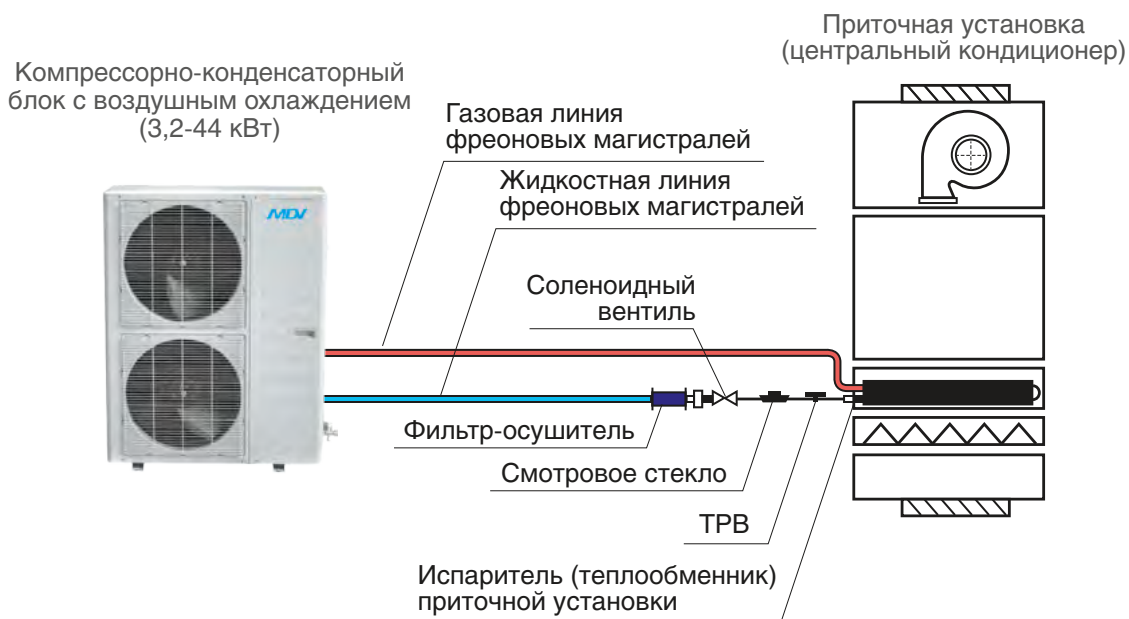 Приточная установка
(центральный кондиционер)
Компрессорно-конденсаторный
блок с воздушным охлаждением
(3,2-44 кВт)
Газовая линия
фреоновых магистралей
Жидкостная линия
фреоновых магистралей
MDV
Соленоидный
вентиль
Фильтр-осушитель
Смотровое стекло
ТРВ
Испаритель (теплообменник)
приточной установки